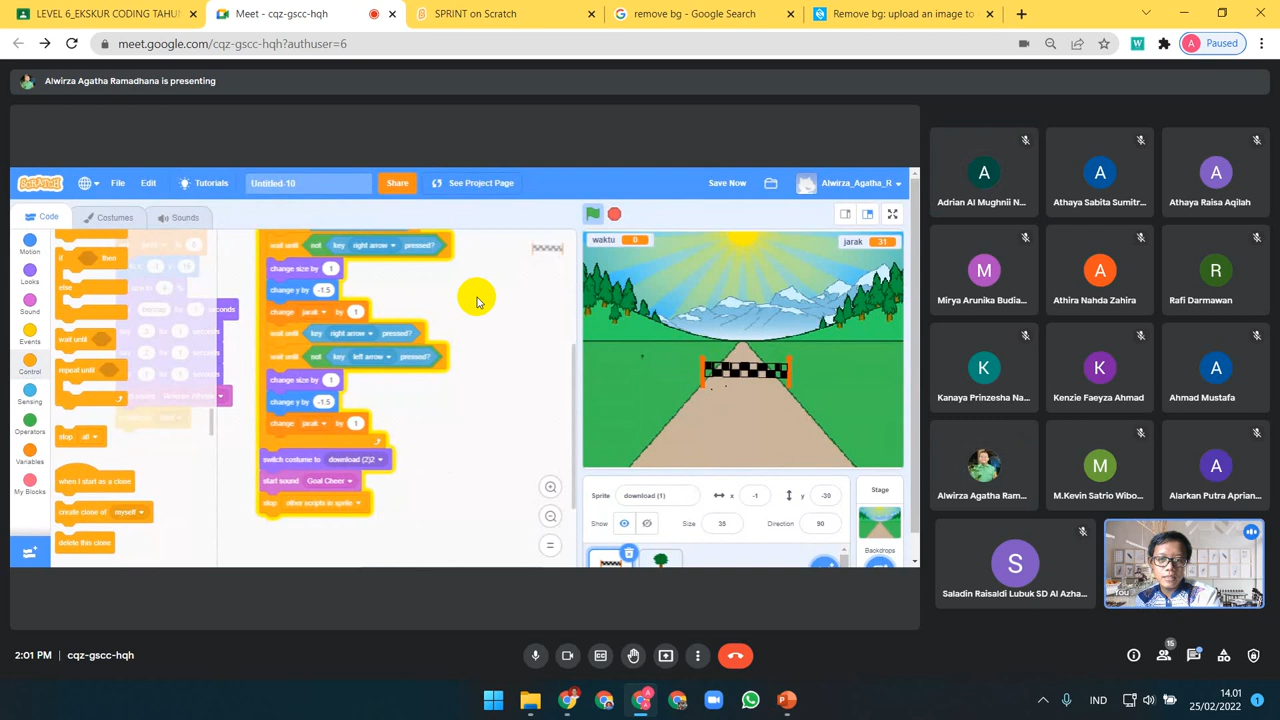 LEVEL 6_EKSKUR CODING TAHU
Meet - cqz-gscc-hqh
SPRINT on Scratch
remove bg - Google Search
Remove bg: upload an image to
meet.google.com/cqz-gscc-hqh?authuser=6
A Paused
Alwirza Agatha Ramadhana is presenting
SCRATCH File Edit Tutorials Untitled-10 Share See Project Page Save Now Alwirza_Agatha_R
Code Costumes Sounds
Motion
Looks
Sound
Events
Control
Sensing
Operators
Variables
My Blocks
if then
else
wait until
repeat until
stop all
when I start as a clone
create clone of myself
delete this clone
wait until not key right arrow pressed?
change size by 1
change y by -1.5
change jarak by 1
wait until key right arrow pressed?
wait until not key left arrow pressed?
change size by 1
change y by -1.5
change jarak by 1
switch costume to download (2)2
start sound Goal Cheer
stop other scripts in sprite
waktu 0
jarak 31
Sprite download (1) x -1 y -39
Show Size 35 Direction 90
Stage
Backdrops
A
Adrian Al Mughnii N...
A
Athaya Sabita Sumitr...
A
Athaya Raisa Aqilah
M
Mirya Arunika Budia...
A
Athira Nahda Zahira
R
Rafi Darmawan
K
Kanaya Prinzesha Na...
K
Kenzie Faeyza Ahmad
A
Ahmad Mustafa
Alwirza Agatha Ram...
M
M.Kevin Satrio Wibo...
A
Alarkan Putra Aprian...
S
Saladin Raisaldi Lubuk SD Al Azha...
You
2:01 PM cqz-gscc-hqh
15
IND
14.01
25/02/2022
1